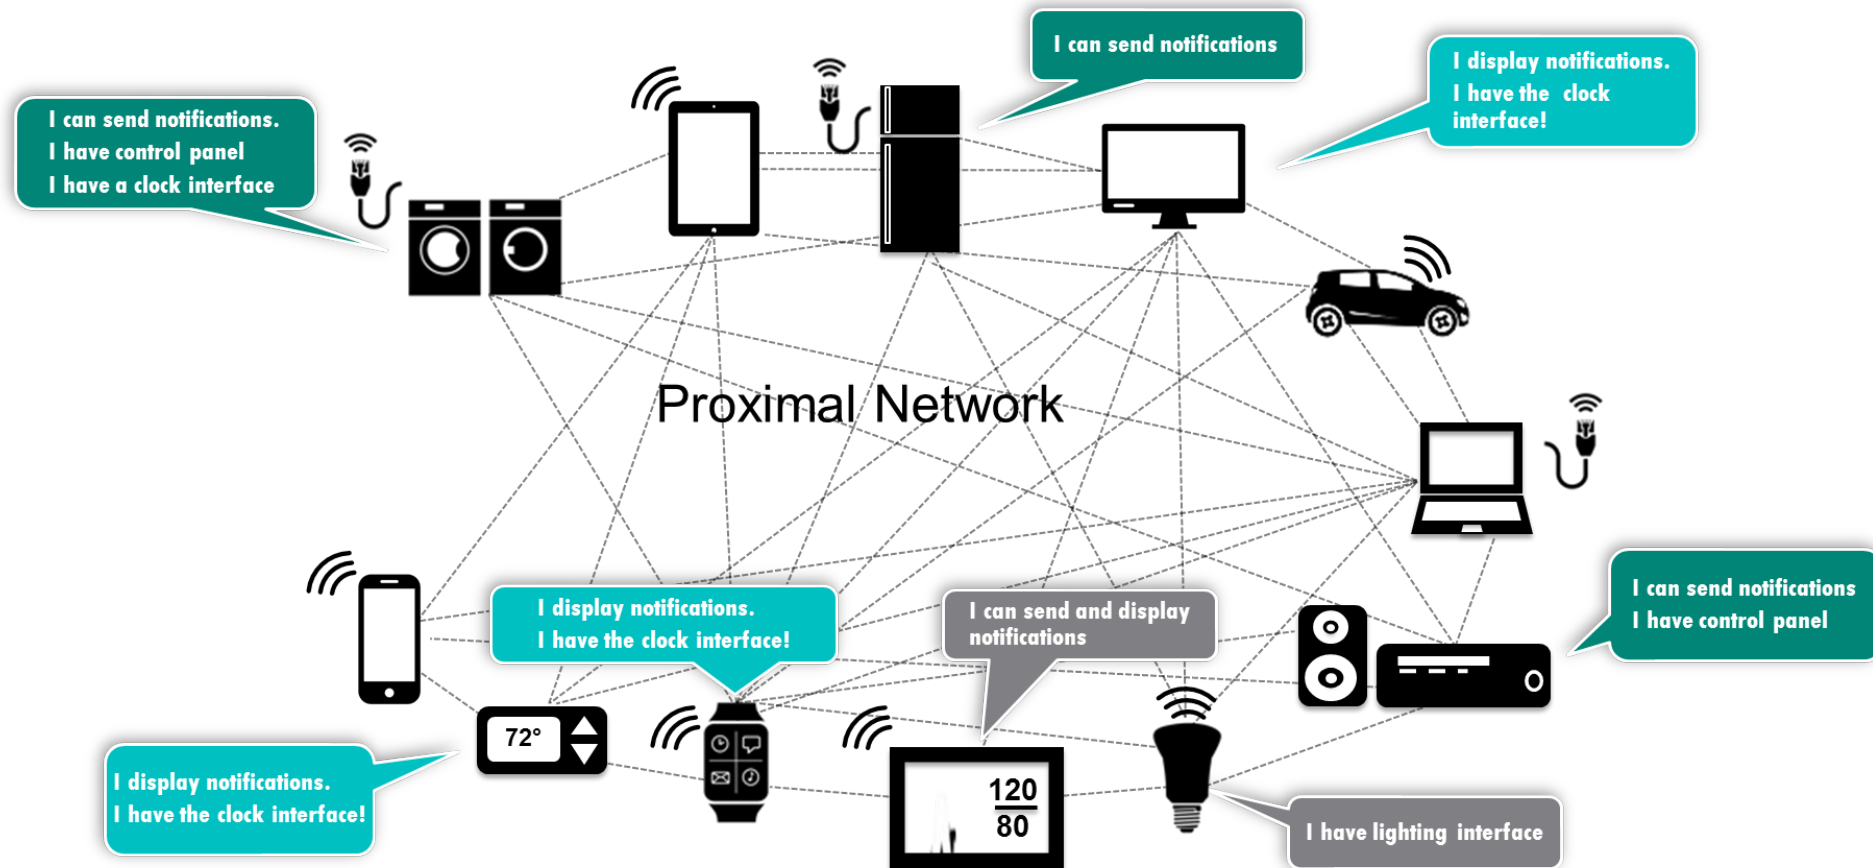 I can send notifications
I display notifications.
I have the clock
interface!
I can send notifications.
I have control panel
I have a clock interface
Proximal Network
I can send notifications
I have control panel
I display notifications.
I have the clock interface!
I can send and display
notifications
72°
I display notifications.
I have the clock interface!
120
80
I have lighting interface